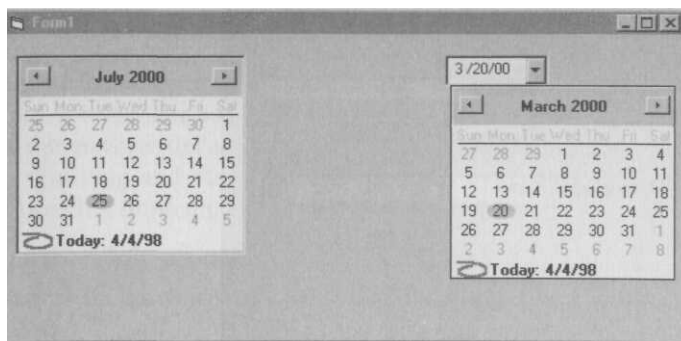 Form1
July 2000
Sun Mon Tue Wed Thu Fri Sat
25 26 27 28 29 30 1
2 3 4 5 6 7 8
9 10 11 12 13 14 15
16 17 18 19 20 21 22
23 24 25 26 27 28 29
30 31 1 2 3 4 5
Today: 4/4/98
3 /20/00
March 2000
Sun Mon Tue Wed Thu Fri Sat
27 28 29 1 2 3 4
5 6 7 8 9 10 11
12 13 14 15 16 17 18
19 20 21 22 23 24 25
26 27 28 29 30 31 1
2 3 4 5 6 7 8
Today: 4/4/98